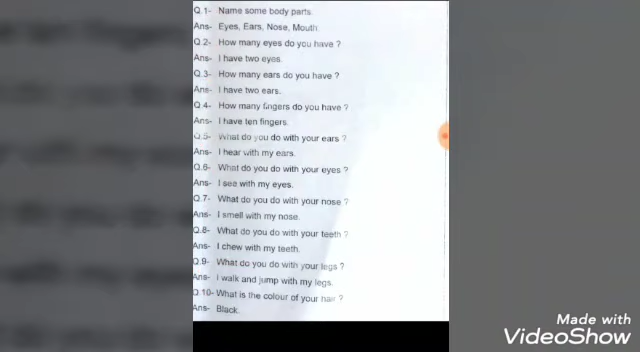 Q.1- Name some body parts.
Ans- Eyes, Ears, Nose, Mouth.
Q.2- How many eyes do you have ?
Ans- I have two eyes.
Q.3- How many ears do you have ?
Ans- I have two ears.
Q.4- How many fingers do you have ?
Ans- I have ten fingers.
Q.5- What do you do with your ears ?
Ans- I hear with my ears.
Q.6- What do you do with your eyes ?
Ans- I see with my eyes.
Q.7- What do you do with your nose ?
Ans- I smell with my nose.
Q.8- What do you do with your teeth ?
Ans- I chew with my teeth.
Q.9- What do you do with your legs ?
Ans- I walk and jump with my legs.
Q.10- What is the colour of your hair ?
Ans- Black.
Made with
VideoShow